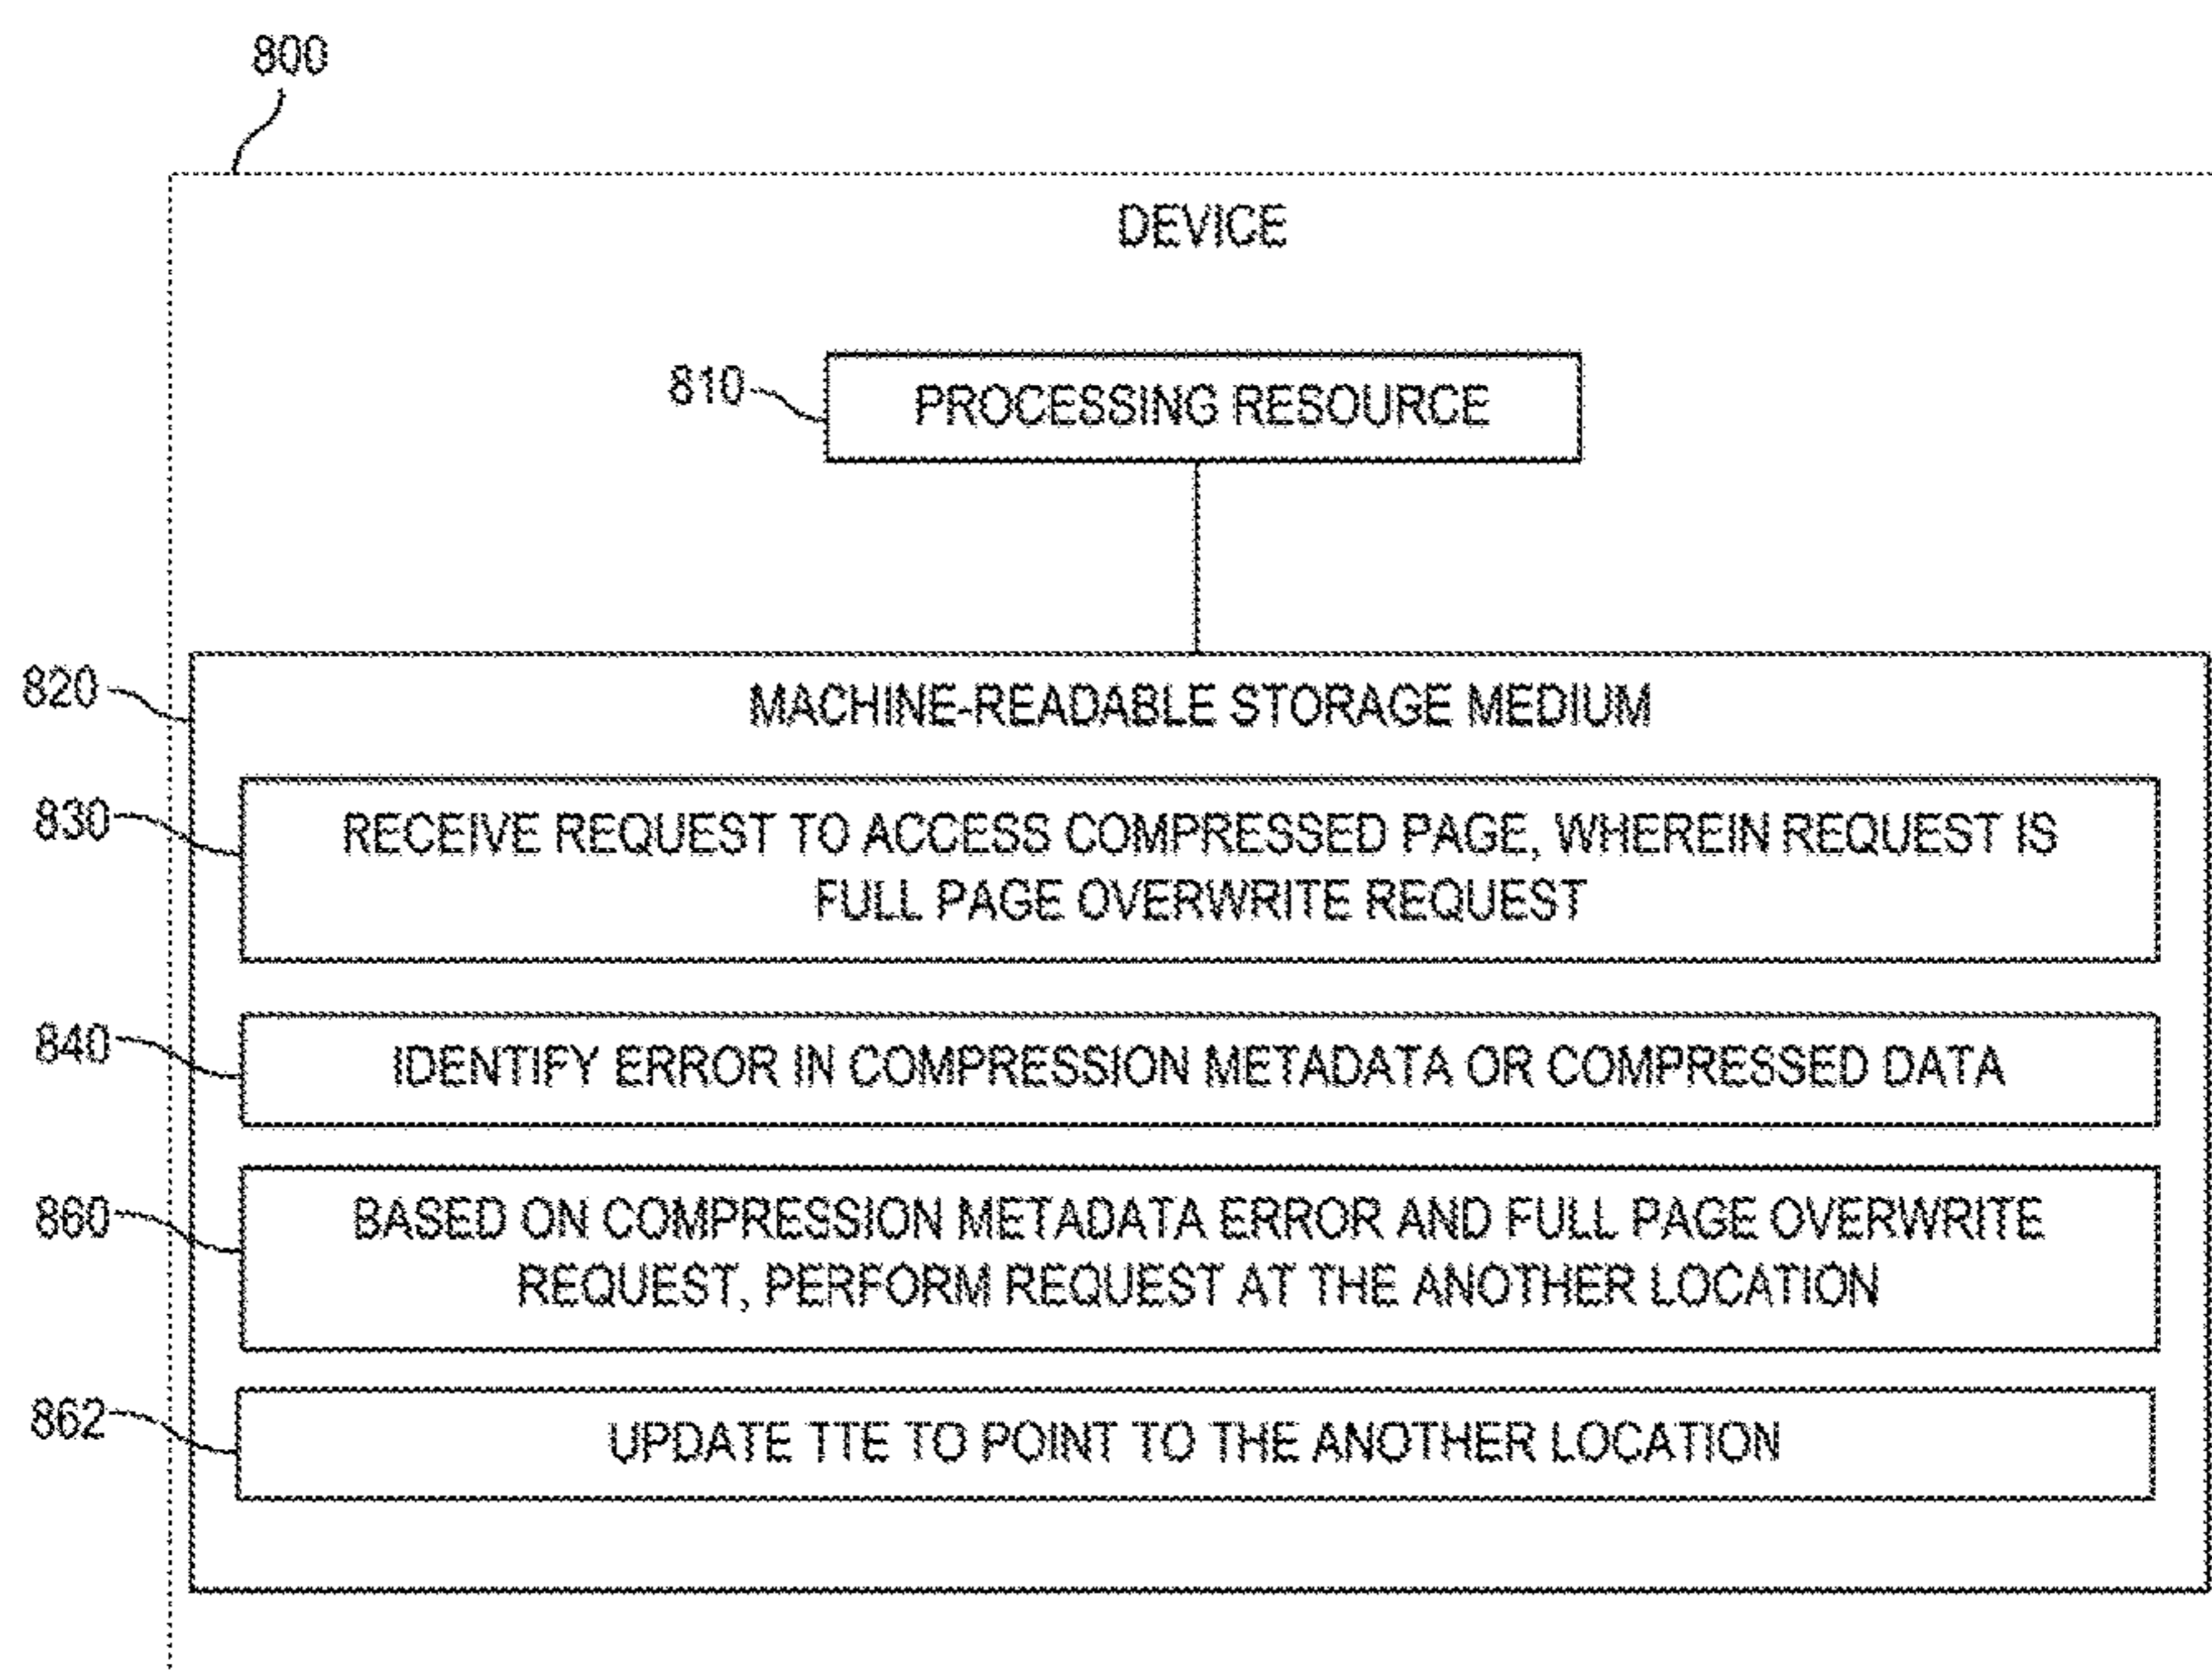 800
DEVICE
810
PROCESSING RESOURCE
820
MACHINE-READABLE STORAGE MEDIUM
830
RECEIVE REQUEST TO ACCESS COMPRESSED PAGE, WHEREIN REQUEST IS
FULL PAGE OVERWRITE REQUEST
840
IDENTIFY ERROR IN COMPRESSION METADATA OR COMPRESSED DATA
860
BASED ON COMPRESSION METADATA ERROR AND FULL PAGE OVERWRITE
REQUEST, PERFORM REQUEST AT THE ANOTHER LOCATION
862
UPDATE TTE TO POINT TO THE ANOTHER LOCATION